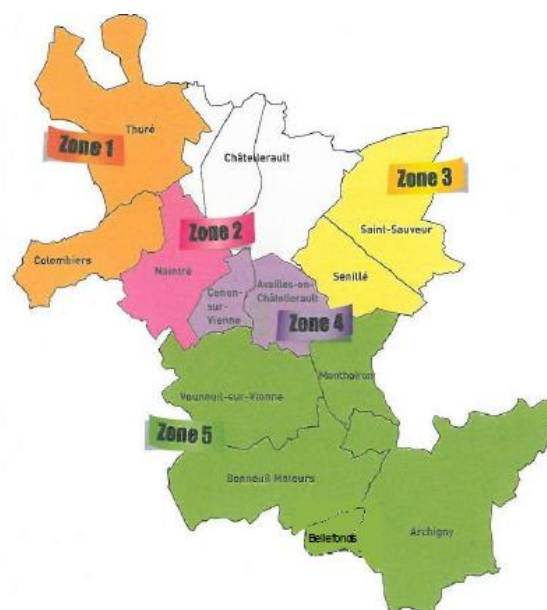 Thuré
Zone 1
Châtellerault
Zone 3
Saint-Sauveur
Zone 2
Colombiers
Naintré
Senillé
Cenon-
sur-
Vienne
Availles-en-
Châtellerault
Zone 4
Monthoiron
Vouneuil-sur-Vienne
Zone 5
Bonneuil Matours
Archigny
Bellefonds